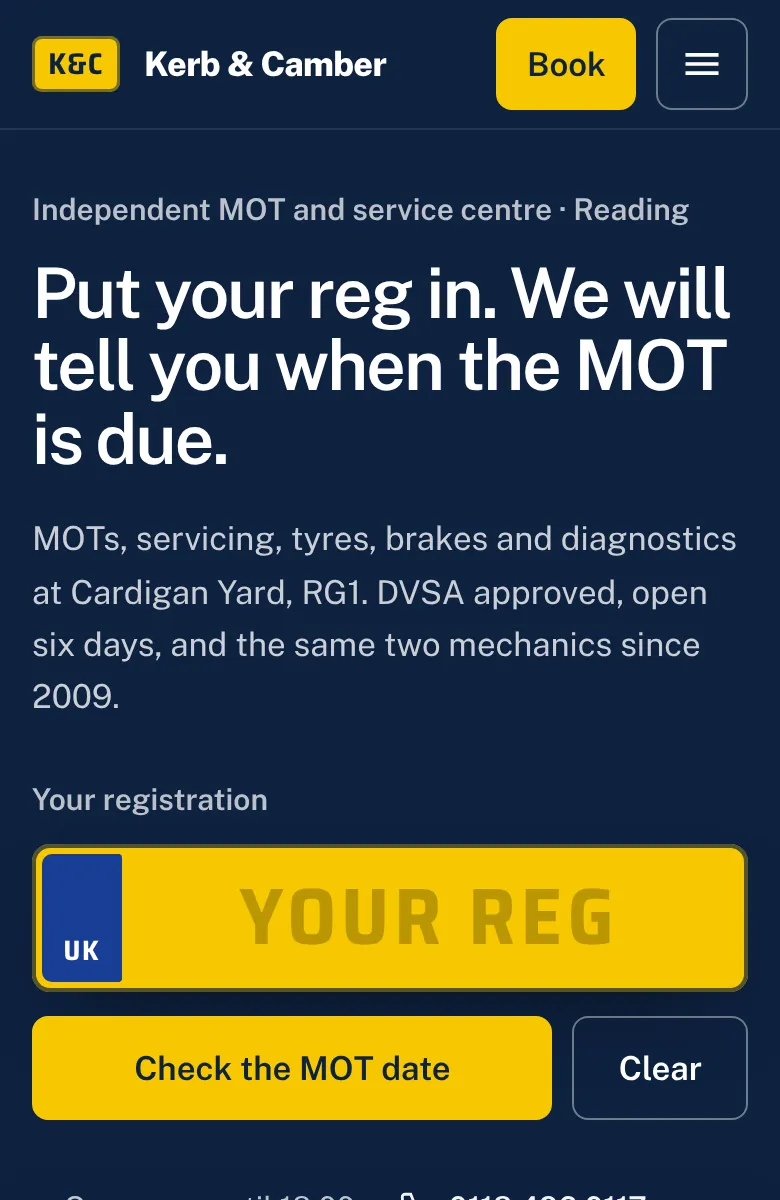 K&C
Kerb & Camber
Book
Independent MOT and service centre · Reading
Put your reg in. We will
tell you when the MOT
is due.
MOTs, servicing, tyres, brakes and diagnostics
at Cardigan Yard, RG1. DVSA approved, open
six days, and the same two mechanics since
2009.
Your registration
UK
YOUR REG
Check the MOT date
Clear